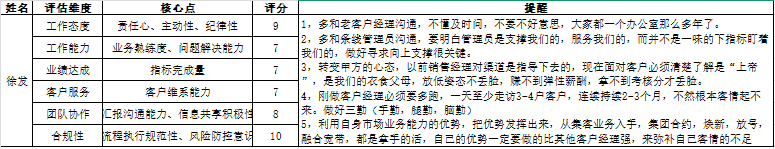 姓名 评估维度 核心点 评分 提醒
徐发
工作态度 责任心、主动性、纪律性 9
工作能力 业务熟练度、问题解决能力 7
业绩达成 指标完成量 7
客户服务 客户维系能力 7
团队协作 汇报沟通能力、信息共享积极性 8
合规性 流程执行规范性、风险防控意识 10
1，多和老客户经理沟通，不懂及时问，不要不好意思，大家都一个办公室那么多年了。
2，多和条线管理员沟通，要明白管理员是支撑我们的，服务我们的，而并不是一味的下指标盯着
我们的，做好寻求向上支撑很关键。
3，转变甲方的心态，以前销售经理对渠道是指导下去的，现在面对客户必须清楚了解是“上帝
”，是我们的衣食父母，放低姿态不丢脸，赚不到弹性薪酬，拿不到考核分才丢脸。
4，刚做客户经理必须要多跑，一天至少走访3-4户客户，连续持续2-3个月，不然根本客情起不
来。做好三勤（手勤，腿勤，脑勤）
5，利用自身市场业务能力的优势，把优势发挥出来，从集客业务入手，集团合约，焕新，放号，
融合宽带，都是拿手的活，自己的优势一定要做的比其他客户经理强，来弥补自己客情的不足